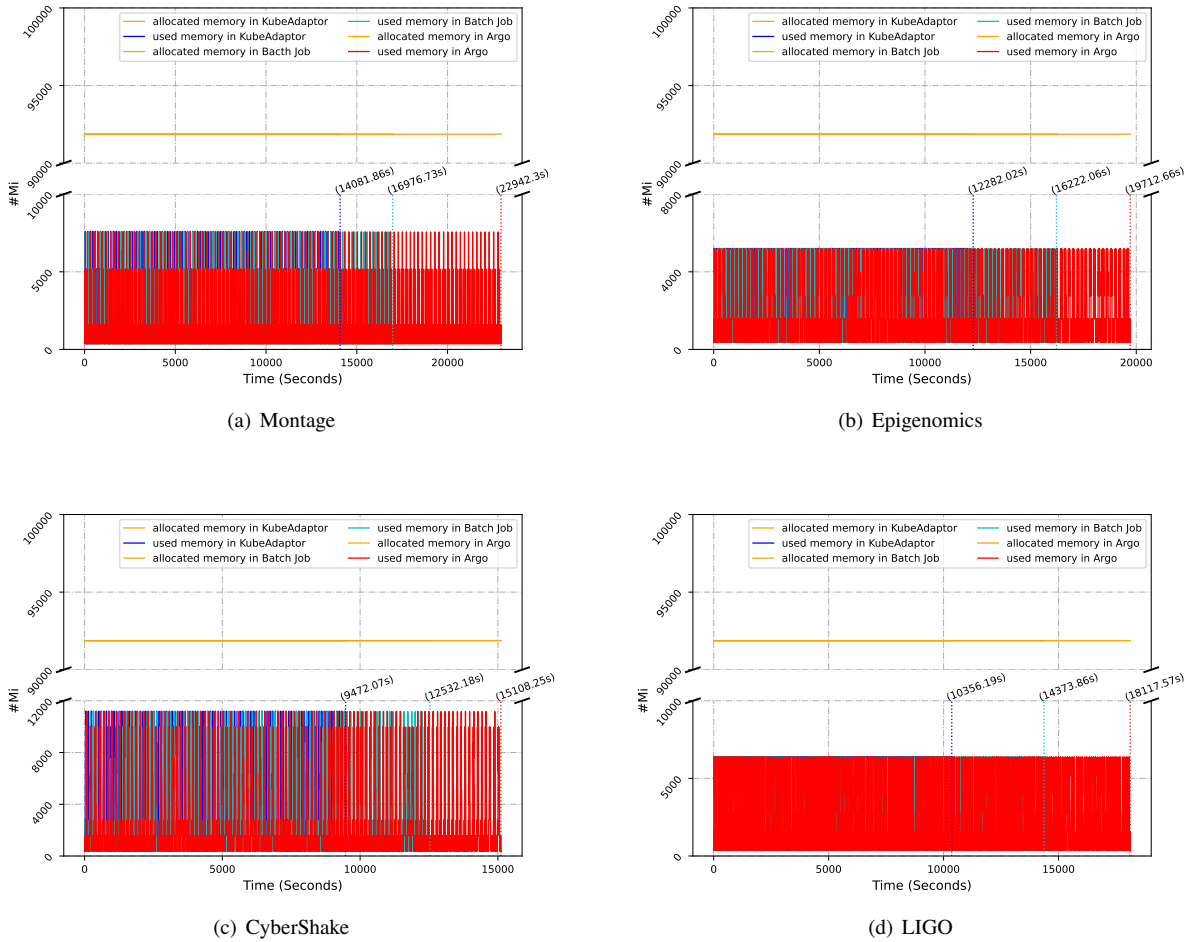 100000
allocated memory in KubeAdaptor
used memory in KubeAdaptor
allocated memory in Bacth Job
used memory in Batch Job
allocated memory in Argo
used memory in Argo
95000
90000
#Mi
(14081.86s)
(16976.73s)
(22942.3s)
10000
5000
0
0 5000 10000 15000 20000
Time (Seconds)
(a) Montage
100000
allocated memory in KubeAdaptor
used memory in KubeAdaptor
allocated memory in Batch Job
used memory in Batch Job
allocated memory in Argo
used memory in Argo
95000
90000
#Mi
(12282.02s)
(16222.06s)
(19712.66s)
8000
4000
0
0 5000 10000 15000 20000
Time (Seconds)
(b) Epigenomics
100000
allocated memory in KubeAdaptor
used memory in KubeAdaptor
allocated memory in Batch Job
used memory in Batch Job
allocated memory in Argo
used memory in Argo
95000
90000
#Mi
(9472.07s)
(12532.18s)
(15108.25s)
12000
8000
4000
0
0 5000 10000 15000
Time (Seconds)
(c) CyberShake
100000
allocated memory in KubeAdaptor
used memory in KubeAdaptor
allocated memory in Batch Job
used memory in Batch Job
allocated memory in Argo
used memory in Argo
95000
90000
#Mi
(10356.19s)
(14373.86s)
(18117.57s)
10000
5000
0
0 5000 10000 15000
Time (Seconds)
(d) LIGO